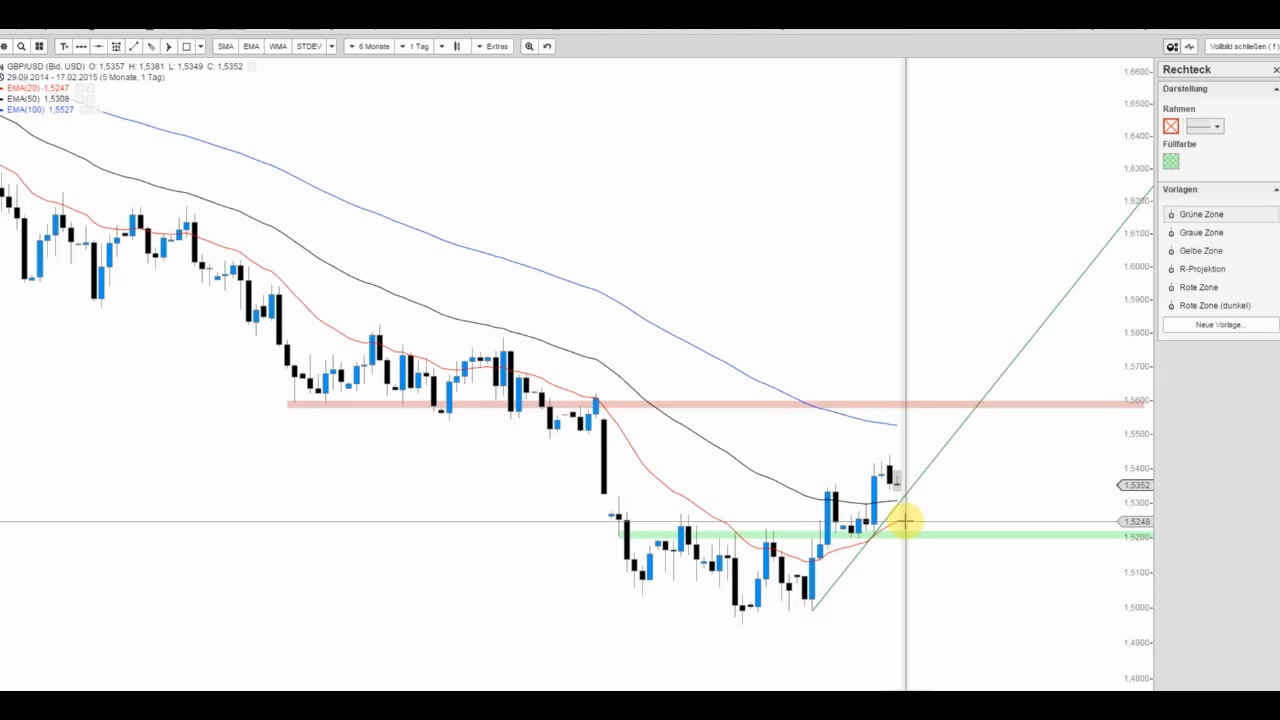 SMA EMA WMA STDEV 6 Monate 1 Tag Extras Vollbild schließen ( f )
GBP/USD (Bid, USD) O: 1,5357 H: 1,5381 L: 1,5349 C: 1,5352
29.09.2014 - 17.02.2015 (5 Monate, 1 Tag)
EMA(20) 1,5247
EMA(50) 1,5308
EMA(100) 1,5527
1,6600
1,6500
1,6400
1,6300
1,6200
1,6100
1,6000
1,5900
1,5800
1,5700
1,5600
1,5500
1,5400
1,5352
1,5300
1,5248
1,5200
1,5100
1,5000
1,4900
1,4800
Rechteck
Darstellung
Rahmen
Füllfarbe
Vorlagen
Grüne Zone
Graue Zone
Gelbe Zone
R-Projektion
Rote Zone
Rote Zone (dunkel)
Neue Vorlage...